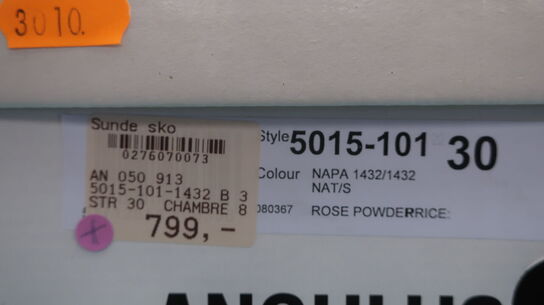 3010.
Sunde sko
0276070073
AN 050 913
5015-101-1432 B 3
STR 30 CHAMBRE 8
799,-
Style 5015-101 30
Colour NAPA 1432/1432
NAT/S
080367 ROSE POWDERRICE: